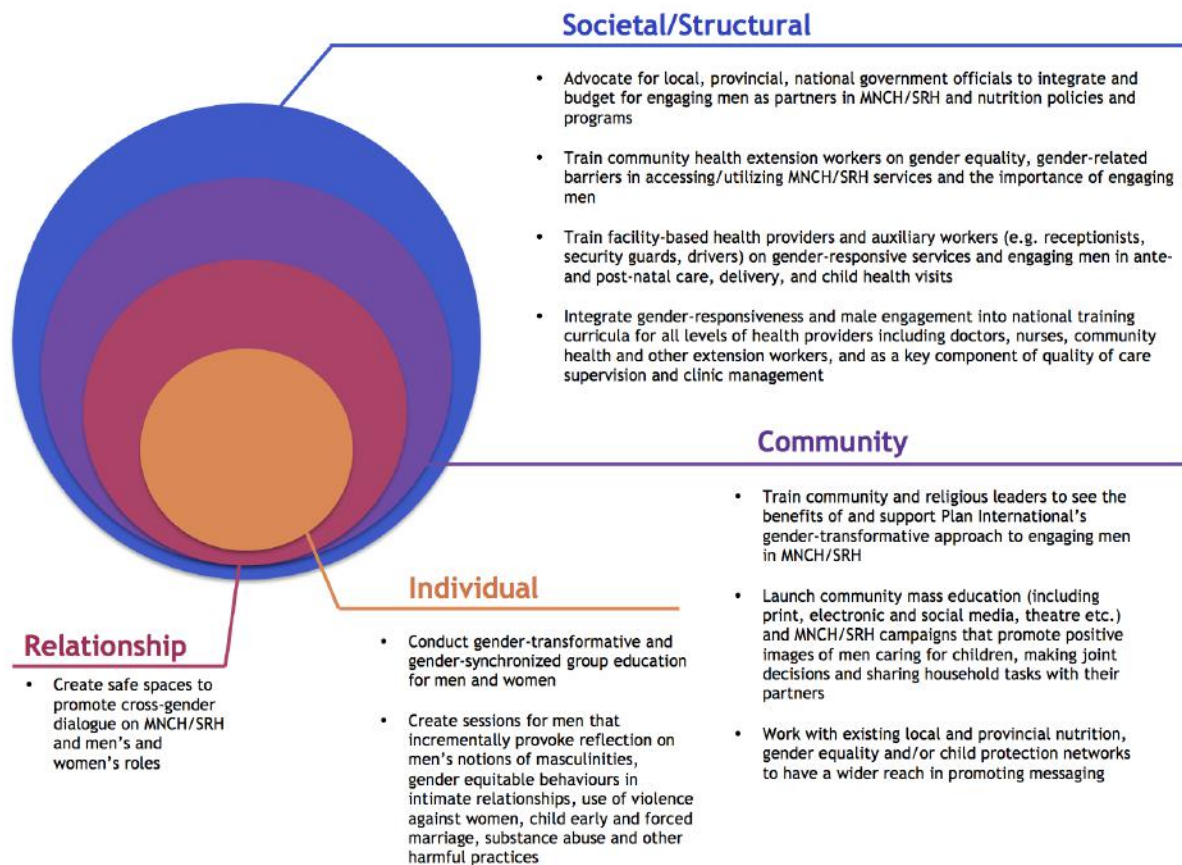 Societal/Structural
• Advocate for local, provincial, national government officials to integrate and
budget for engaging men as partners in MNCH/SRH and nutrition policies and
programs
• Train community health extension workers on gender equality, gender-related
barriers in accessing/utilizing MNCH/SRH services and the importance of engaging
men
• Train facility-based health providers and auxiliary workers (e.g. receptionists,
security guards, drivers) on gender-responsive services and engaging men in ante-
and post-natal care, delivery, and child health visits
• Integrate gender-responsiveness and male engagement into national training
curricula for all levels of health providers including doctors, nurses, community
health and other extension workers, and as a key component of quality of care
supervision and clinic management
Community
• Train community and religious leaders to see the
benefits of and support Plan International's
gender-transformative approach to engaging men
in MNCH/SRH
• Launch community mass education (including
print, electronic and social media, theatre etc.)
and MNCH/SRH campaigns that promote positive
images of men caring for children, making joint
decisions and sharing household tasks with their
partners
• Work with existing local and provincial nutrition,
gender equality and/or child protection networks
to have a wider reach in promoting messaging
Individual
• Conduct gender-transformative and
gender-synchronized group education
for men and women
• Create sessions for men that
incrementally provoke reflection on
men's notions of masculinities,
gender equitable behaviours in
intimate relationships, use of violence
against women, child early and forced
marriage, substance abuse and other
harmful practices
Relationship
• Create safe spaces to
promote cross-gender
dialogue on MNCH/SRH
and men's and
women's roles